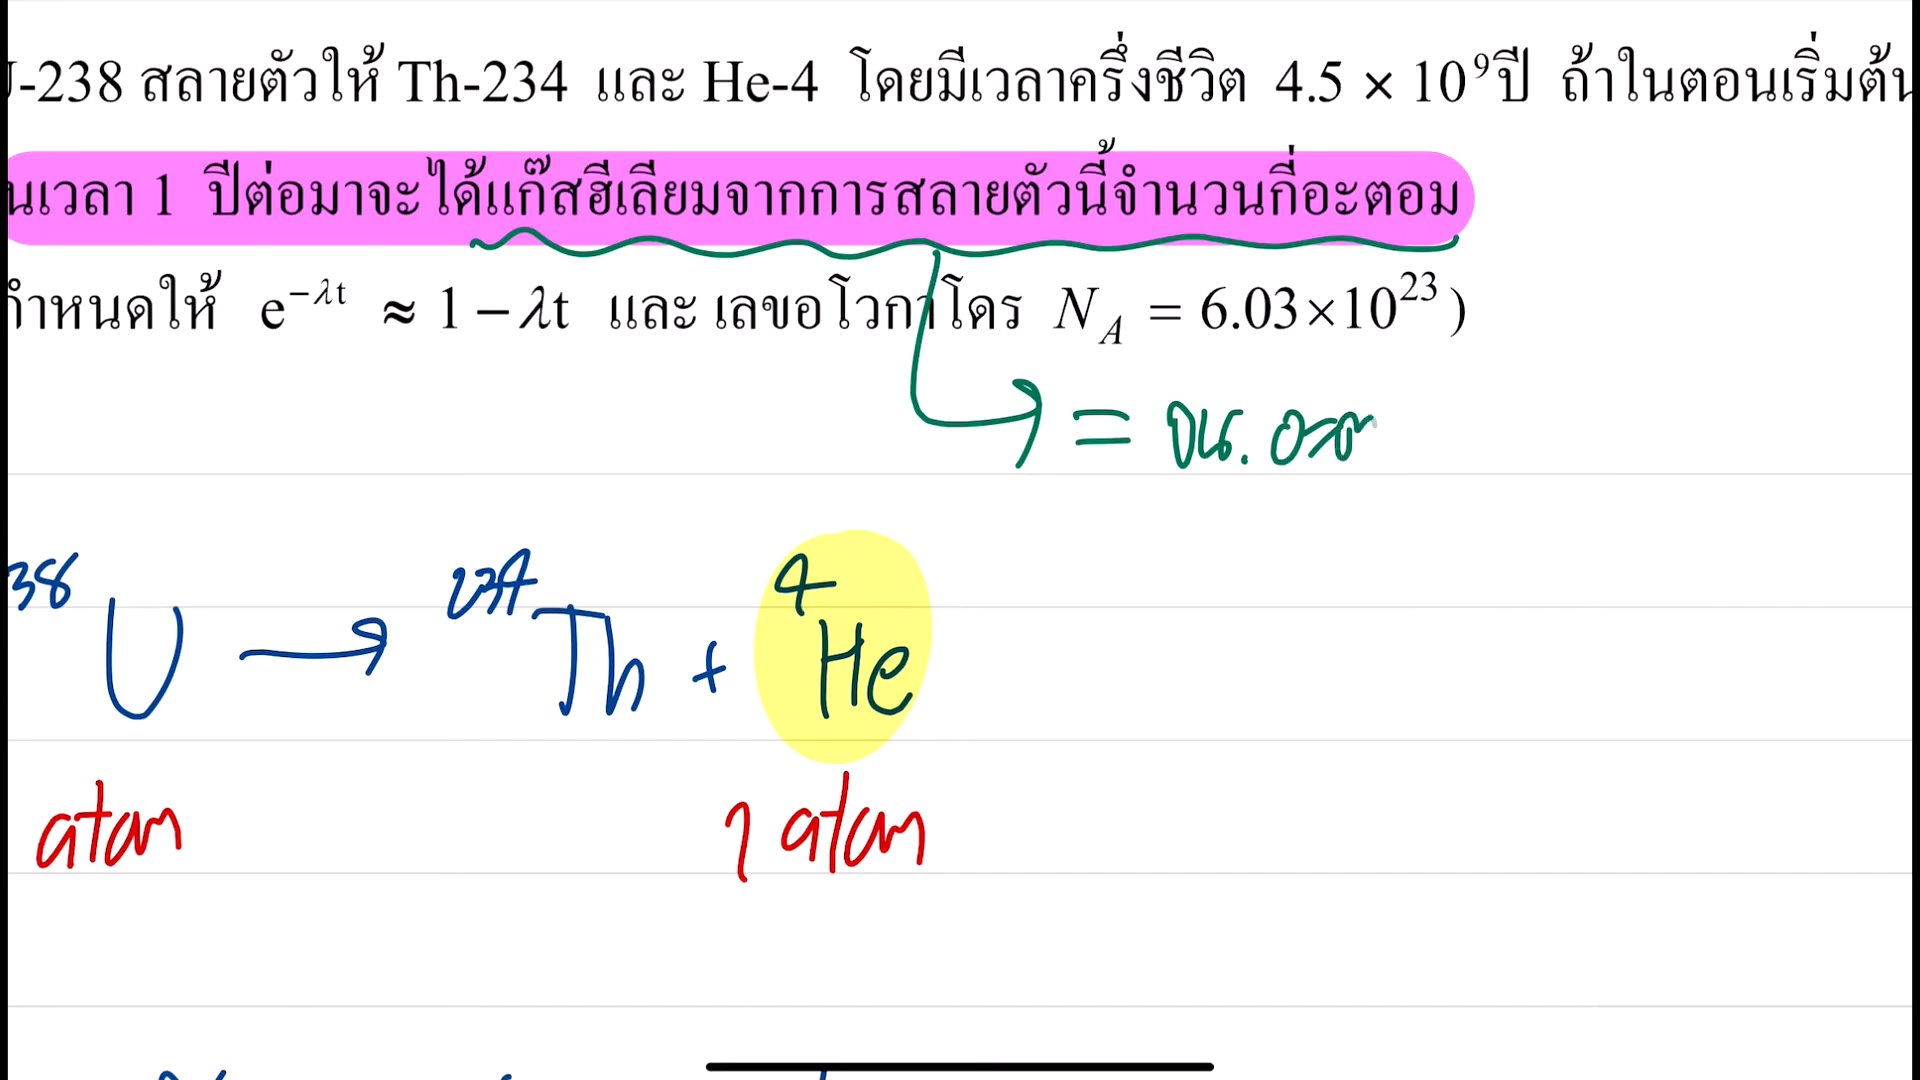 -238 สลายตัวให้ Th-234 และ He-4 โดยมีเวลาครึ่งชีวิต 4.5 × 10⁹ปี ถ้าในตอนเริ่มต้น
นเวลา 1 ปีต่อมาจะได้แก๊สฮีเลียมจากการสลายตัวนี้จำนวนกี่อะตอม
กำหนดให้ e^{−λt} ≈ 1 − λt และ เลขอโวกาโดร N_A = 6.03×10²³)
= จน. อะต
38 U → 234 Th + 4 He
atom 1 atom